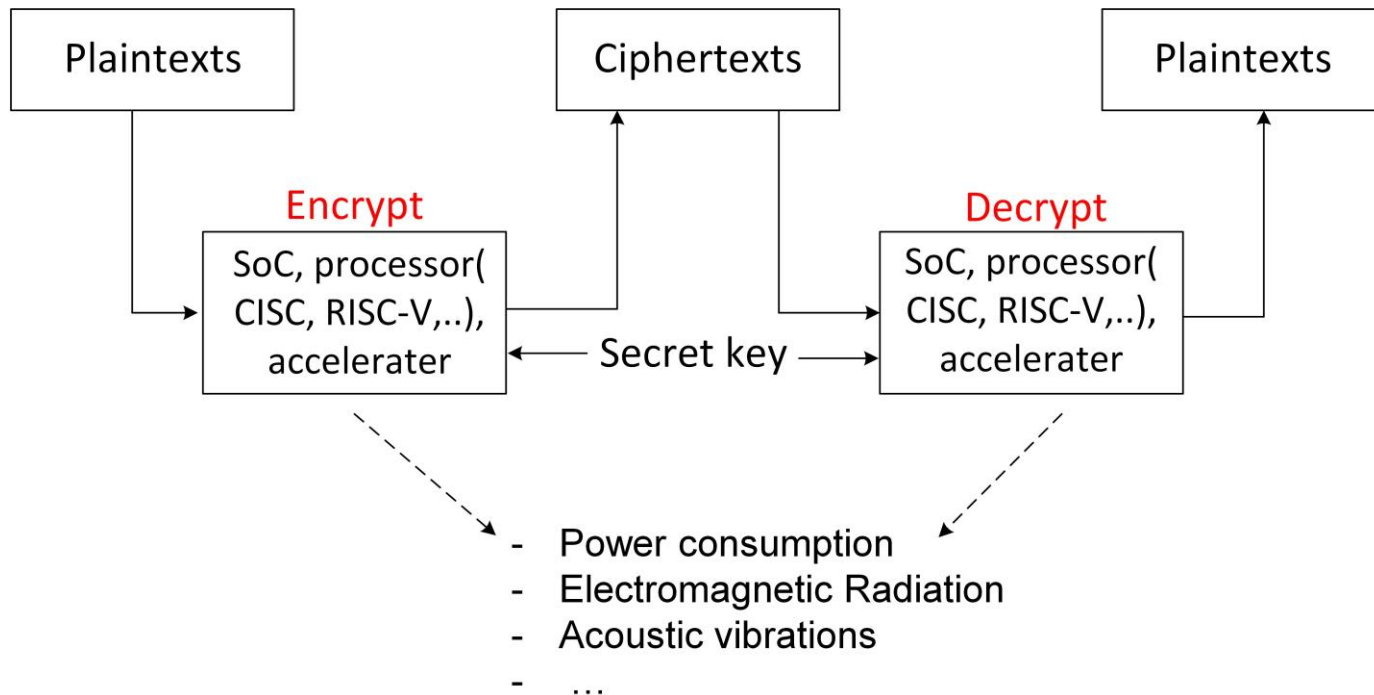 Plaintexts
Ciphertexts
Plaintexts
Encrypt
SoC, processor(
CISC, RISC-V,..),
accelerater
Secret key
Decrypt
SoC, processor(
CISC, RISC-V,..),
accelerater
- Power consumption
- Electromagnetic Radiation
- Acoustic vibrations
- ...